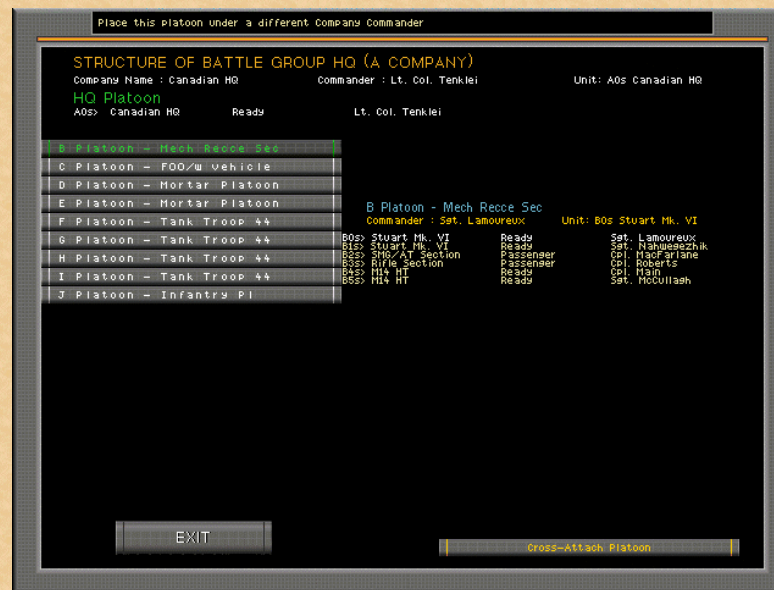 Place this platoon under a different Company Commander
STRUCTURE OF BATTLE GROUP HQ (A COMPANY)
Company Name : Canadian HQ Commander : Lt. Col. Tenklei Unit: A0s Canadian HQ
HQ Platoon
A0s> Canadian HQ Ready Lt. Col. Tenklei
B Platoon - Mech Recce Sec
C Platoon - FOO/w vehicle
D Platoon - Mortar Platoon
E Platoon - Mortar Platoon
F Platoon - Tank Troop 44
G Platoon - Tank Troop 44
H Platoon - Tank Troop 44
I Platoon - Tank Troop 44
J Platoon - Infantry Pl
B Platoon - Mech Recce Sec
Commander : Sgt. Lamoureux Unit: B0s Stuart Mk. VI
B0s> Stuart Mk. VI Ready Sgt. Lamoureux
B1s> Stuart Mk. VI Ready Sgt. Nahwegezhik
B2s> SMG/AT Section Passenger Cpl. MacFarlane
B3s> Rifle Section Passenger Cpl. Roberts
B4s> M14 HT Ready Cpl. Main
B5s> M14 HT Ready Sgt. McCullagh
EXIT
Cross-Attach Platoon